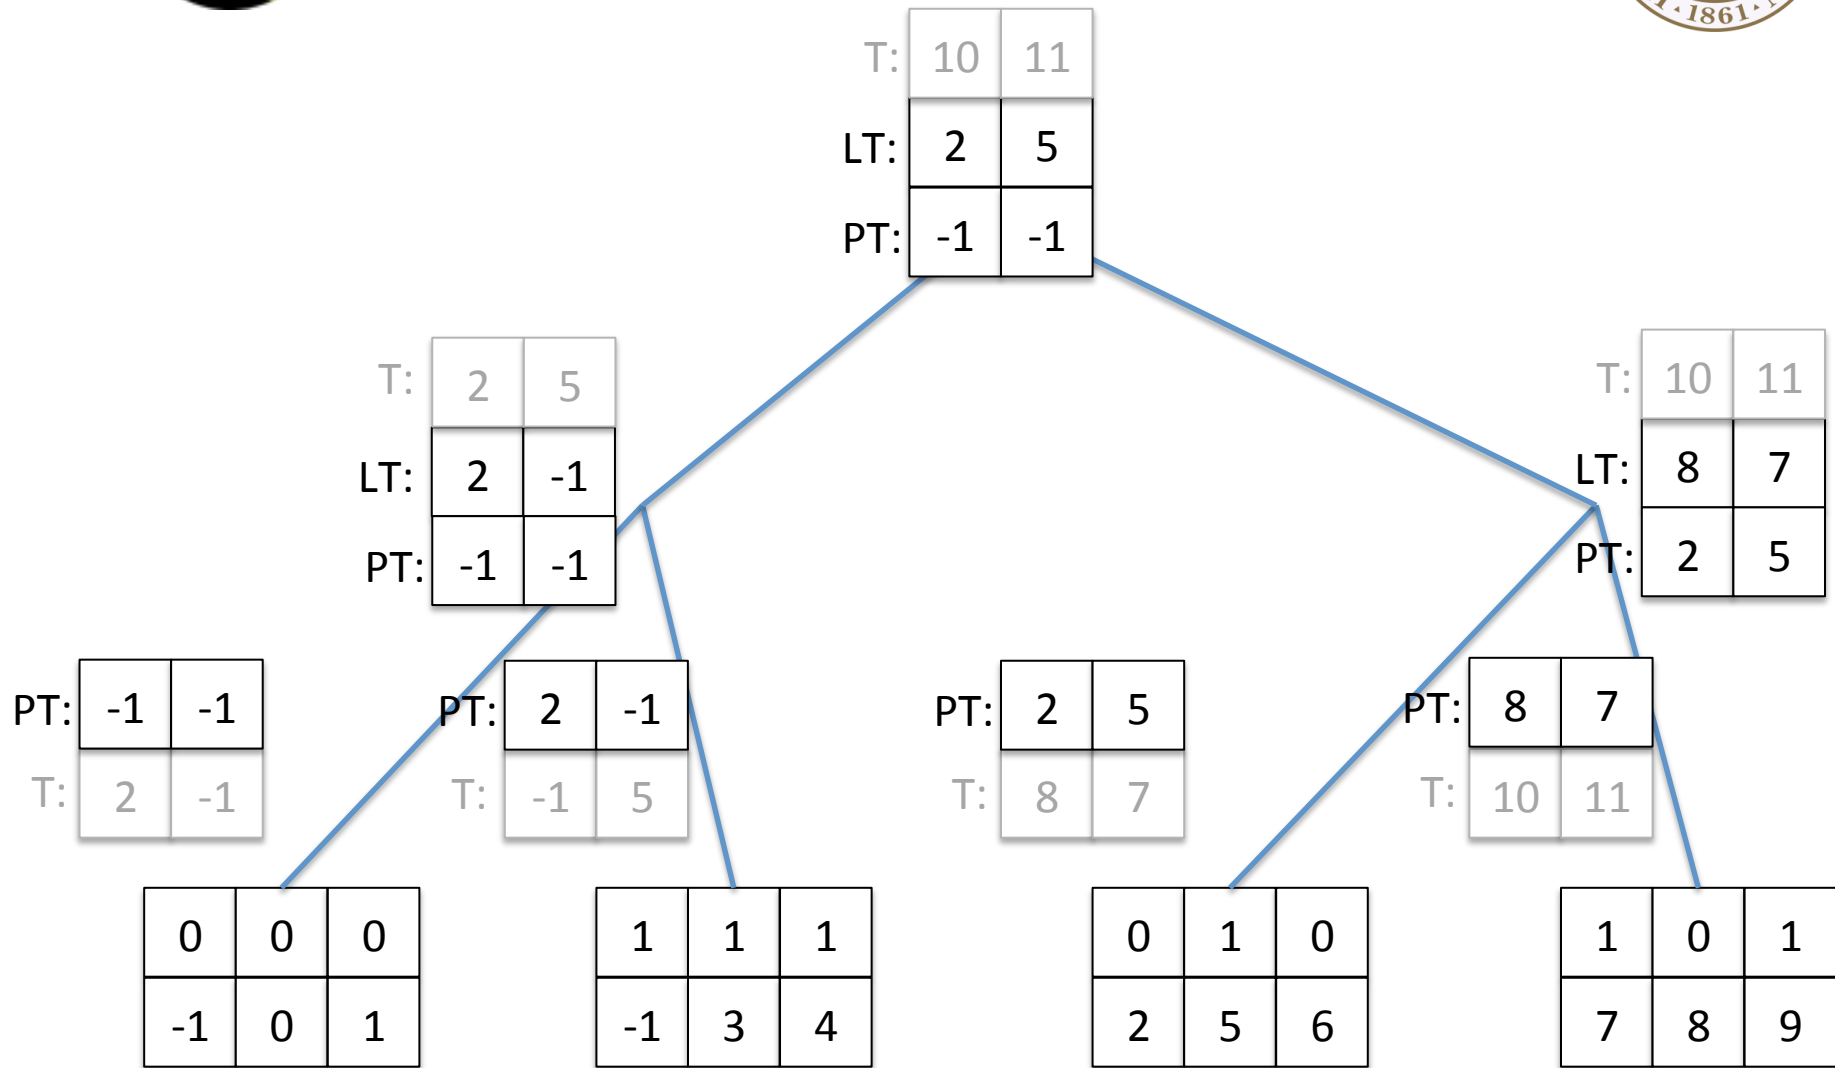 · 1861 ·
T: 10 11
LT: 2 5
PT: -1 -1
T: 2 5
LT: 2 -1
PT: -1 -1
T: 10 11
LT: 8 7
PT: 2 5
PT: -1 -1
T: 2 -1
PT: 2 -1
T: -1 5
PT: 2 5
T: 8 7
PT: 8 7
T: 10 11
0 0 0
-1 0 1
1 1 1
-1 3 4
0 1 0
2 5 6
1 0 1
7 8 9